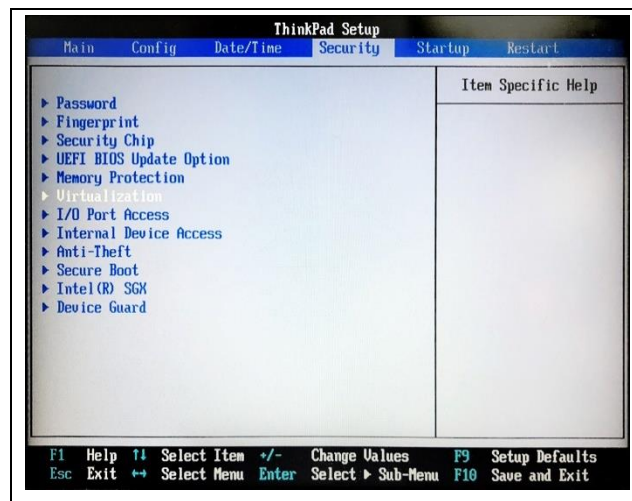 ThinkPad Setup
Main Config Date/Time Security Startup Restart
Item Specific Help
▶ Password
▶ Fingerprint
▶ Security Chip
▶ UEFI BIOS Update Option
▶ Memory Protection
▶ Virtualization
▶ I/O Port Access
▶ Internal Device Access
▶ Anti-Theft
▶ Secure Boot
▶ Intel(R) SGX
▶ Device Guard
F1 Help ↑↓ Select Item +/- Change Values F9 Setup Defaults
Esc Exit ↔ Select Menu Enter Select ▶ Sub-Menu F10 Save and Exit